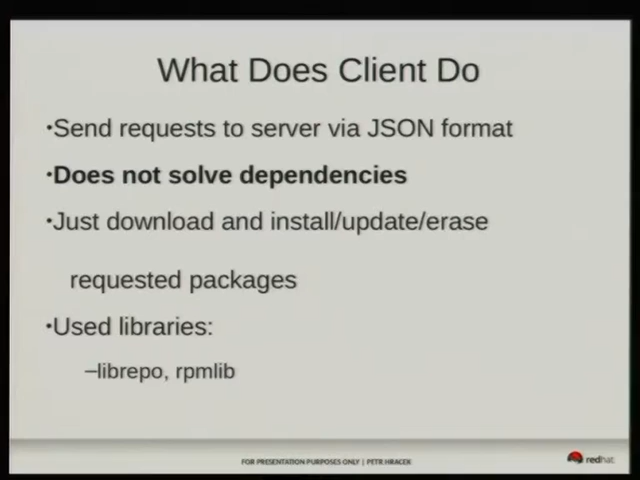 What Does Client Do
•Send requests to server via JSON format
•Does not solve dependencies
•Just download and install/update/erase
requested packages
•Used libraries:
–librepo, rpmlib
FOR PRESENTATION PURPOSES ONLY | PETR HRACEK
redhat